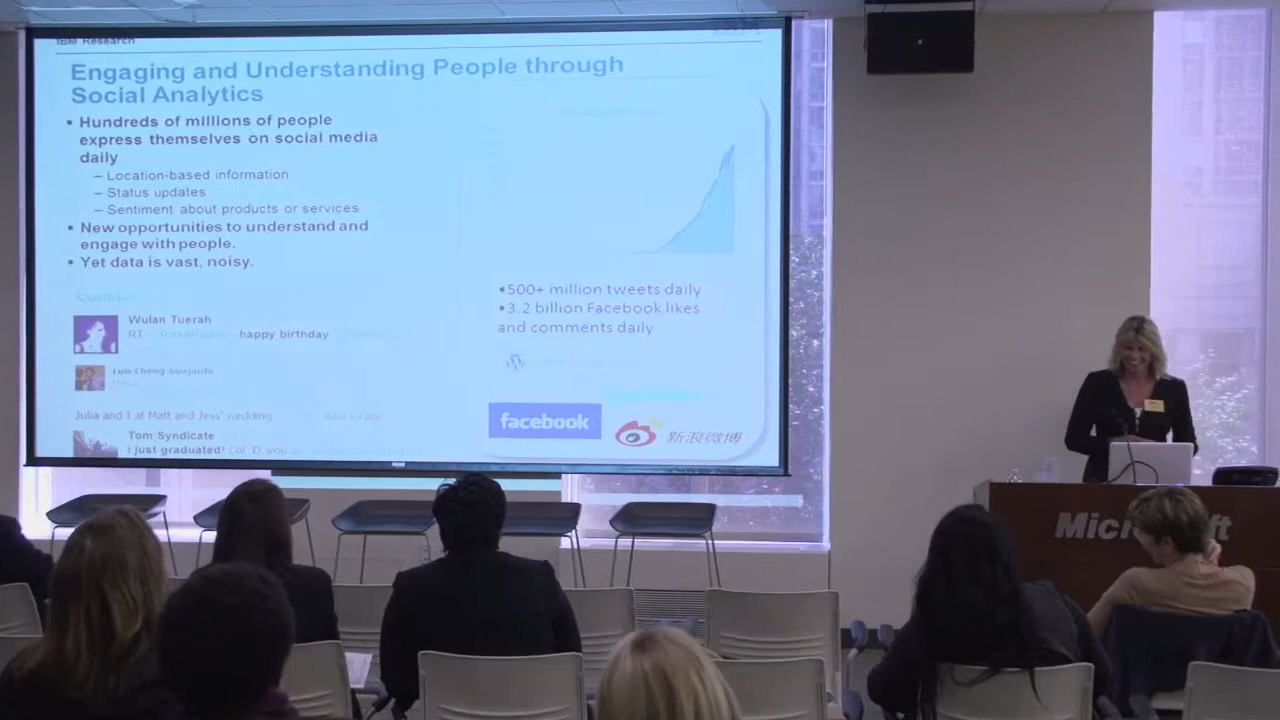 IBM Research
Engaging and Understanding People through
Social Analytics
▪ Hundreds of millions of people
express themselves on social media
daily
– Location-based information
– Status updates
– Sentiment about products or services
▪ New opportunities to understand and
engage with people.
▪ Yet data is vast, noisy.
Wulan Tuerah
RT happy birthday
Luis Cheng-Guajardo
Julia and I at Matt and Jess' wedding
Tom Syndicate
I just graduated! Lol :D
•500+ million tweets daily
•3.2 billion Facebook likes
and comments daily
facebook
新浪微博